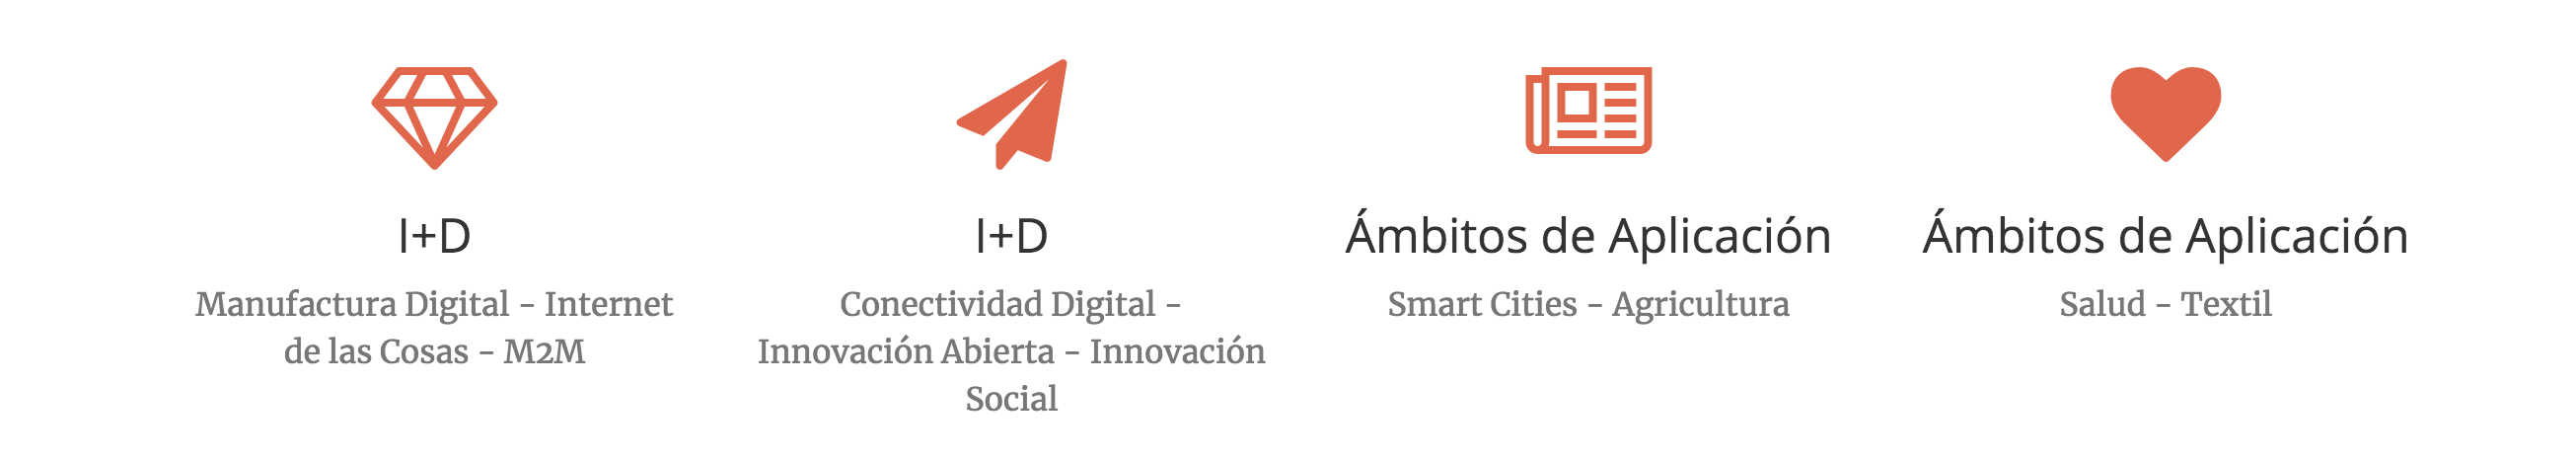 I+D
Manufactura Digital - Internet
de las Cosas - M2M
I+D
Conectividad Digital -
Innovación Abierta - Innovación
Social
Ámbitos de Aplicación
Smart Cities - Agricultura
Ámbitos de Aplicación
Salud - Textil